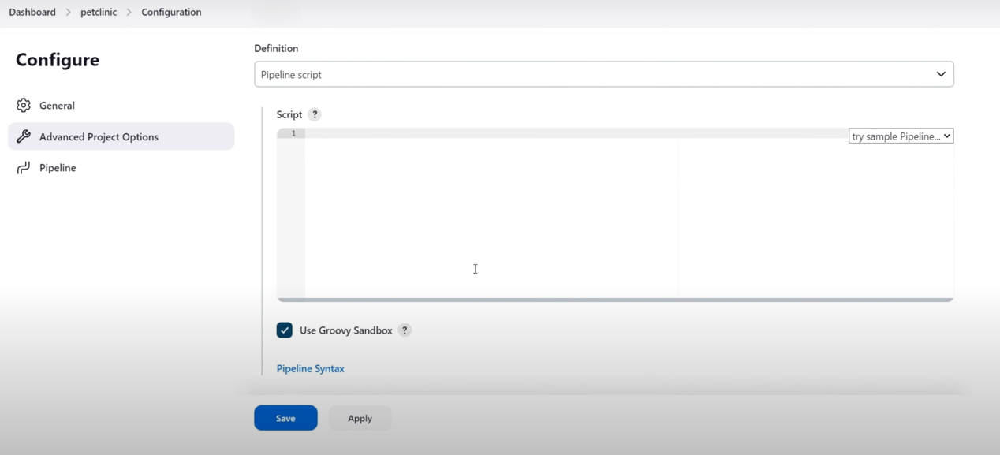 Dashboard > petclinic > Configuration
Configure
General
Advanced Project Options
Pipeline
Definition
Pipeline script
Script ?
1
try sample Pipeline...
Use Groovy Sandbox ?
Pipeline Syntax
Save Apply